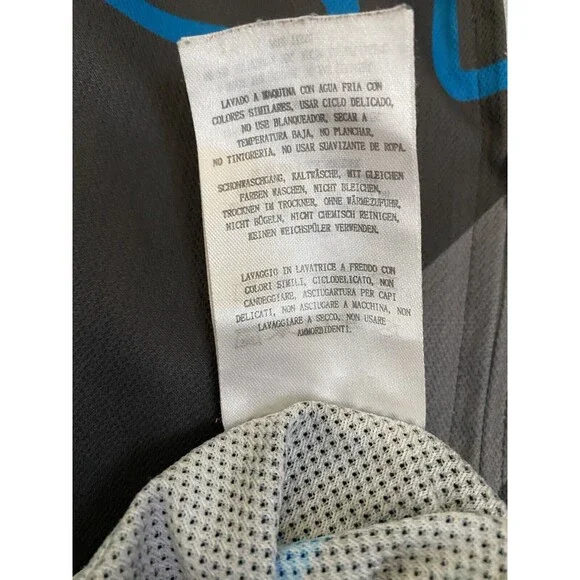 LAVADO A MAQUINA CON AGUA FRIA CON
COLORES SIMILARES, USAR CICLO DELICADO,
NO USE BLANQUEADOR, SECAR A
TEMPERATURA BAJA, NO PLANCHAR,
NO TINTORERIA, NO USAR SUAVIZANTE DE ROPA.
SCHONWASCHGANG, KALTWÄSCHE, MIT GLEICHEN
FARBEN WASCHEN, NICHT BLEICHEN,
TROCKNEN IM TROCKNER, OHNE WÄRMEZUFUHR,
NICHT BÜGELN, NICHT CHEMISCH REINIGEN,
KEINEN WEICHSPÜLER VERWENDEN.
LAVAGGIO IN LAVATRICE A FREDDO CON
COLORI SIMILI, CICLODELICATO, NON
CANDEGGIARE, ASCIUGARTURA PER CAPI
DELICATI, NON ASCIUGARE A MACCHINA, NON
LAVAGGIARE A SECCO, NON USARE
AMMORBIDENTI.